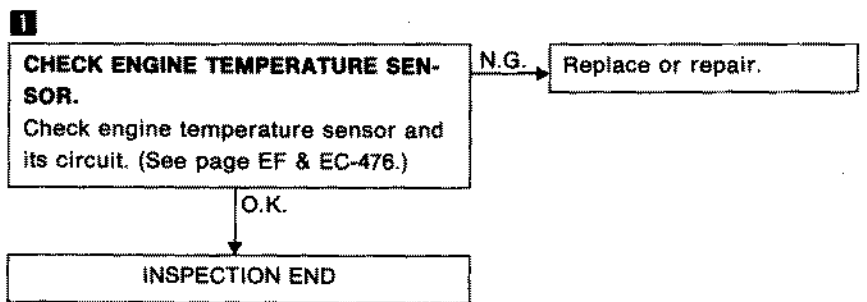 1
CHECK ENGINE TEMPERATURE SEN-
SOR.
Check engine temperature sensor and
its circuit. (See page EF & EC-476.)
N.G.
Replace or repair.
O.K.
INSPECTION END